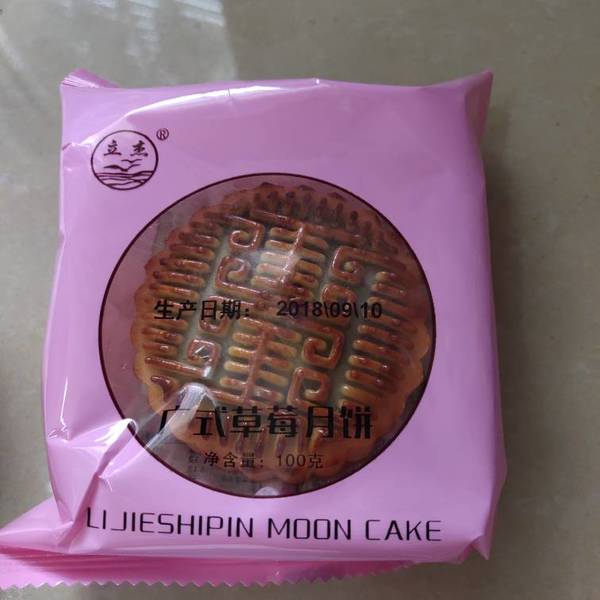 立杰®
生产日期： 2018\09\10
广式草莓月饼
净含量：100克
LIJIESHIPIN MOON CAKE